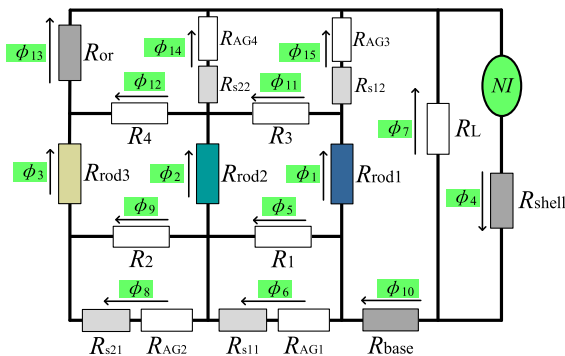 ϕ13 Ror ϕ14 RAG4 ϕ15 RAG3
ϕ12 Rs22 ϕ11 Rs12 NI
R4 R3 ϕ7 RL
ϕ3 Rrod3 ϕ2 Rrod2 ϕ1 Rrod1 ϕ4 Rshell
ϕ9 ϕ5
R2 R1
ϕ8 ϕ6 ϕ10
Rs21 RAG2 Rs11 RAG1 Rbase